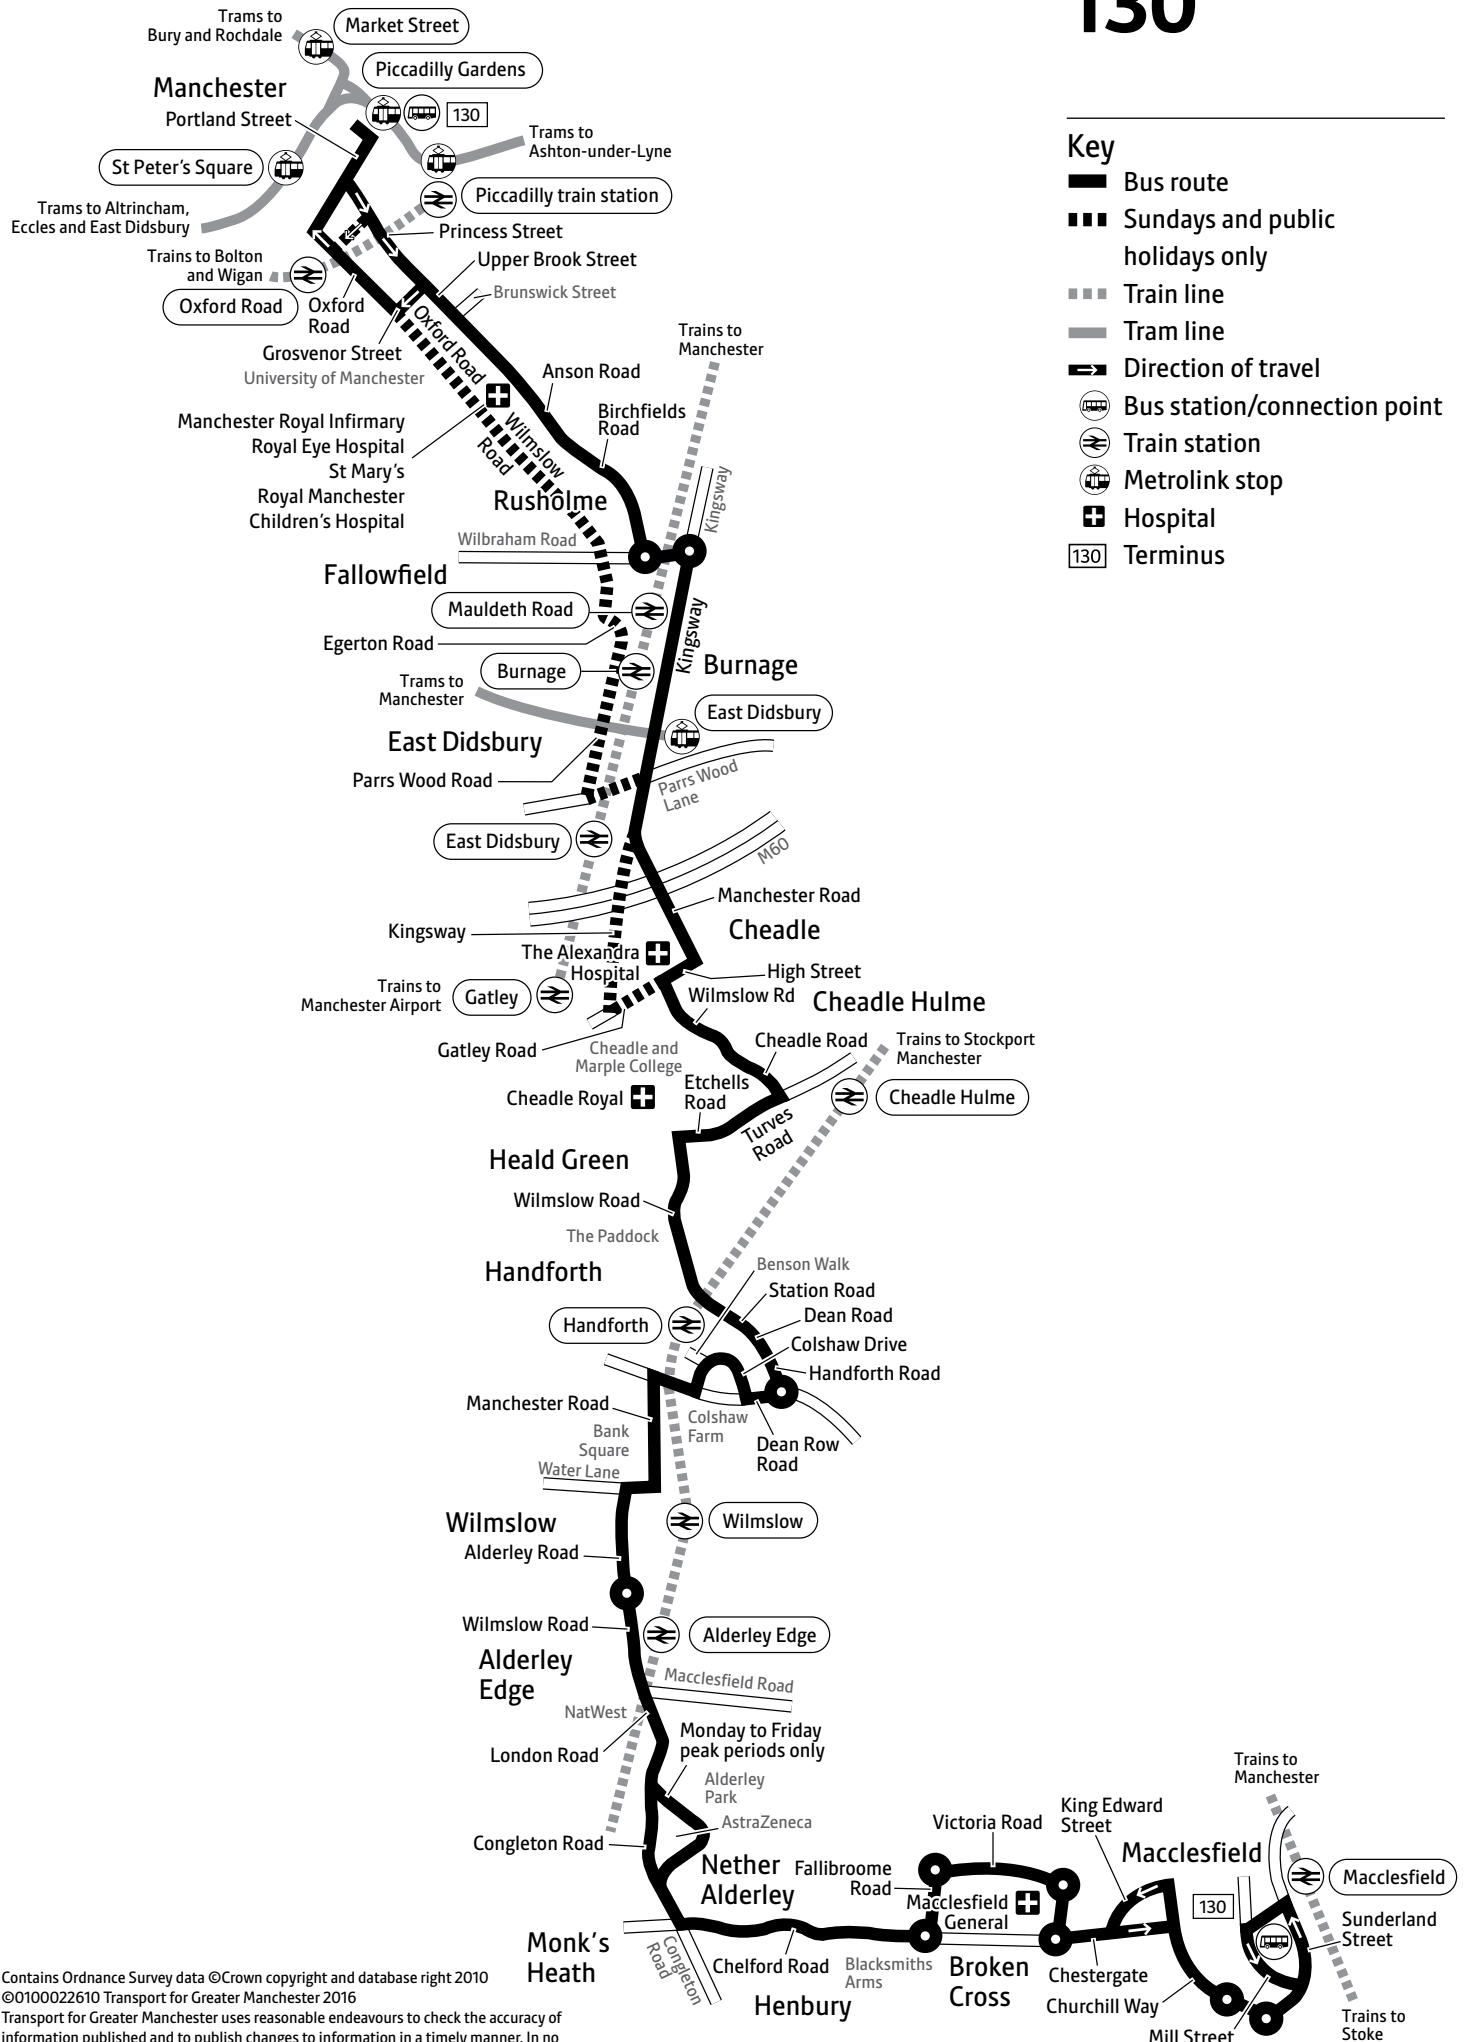 130
Trams to
Bury and Rochdale
Market Street
Piccadilly Gardens
Manchester
Portland Street
130
Trams to
Ashton-under-Lyne
St Peter's Square
Piccadilly train station
Trams to Altrincham,
Eccles and East Didsbury
Princess Street
Trains to Bolton
and Wigan
Upper Brook Street
Brunswick Street
Oxford Road
Oxford
Road
Oxford Road
Grosvenor Street
University of Manchester
Trains to
Manchester
Anson Road
Birchfields
Road
Manchester Royal Infirmary
Royal Eye Hospital
St Mary's
Royal Manchester
Children's Hospital
Wilmslow
Road
Rusholme
Kingsway
Wilbraham Road
Fallowfield
Mauldeth Road
Egerton Road
Kingsway
Burnage
Burnage
Trams to
Manchester
East Didsbury
East Didsbury
Parrs Wood Road
Parrs Wood
Lane
East Didsbury
M60
Manchester Road
Kingsway
Cheadle
The Alexandra
Hospital
High Street
Trains to
Manchester Airport
Gatley
Wilmslow Rd
Cheadle Hulme
Gatley Road
Cheadle and
Marple College
Cheadle Road
Trains to Stockport
Manchester
Cheadle Royal
Etchells
Road
Cheadle Hulme
Turves
Road
Heald Green
Wilmslow Road
The Paddock
Handforth
Benson Walk
Station Road
Dean Road
Handforth
Colshaw Drive
Handforth Road
Manchester Road
Colshaw
Farm
Bank
Square
Dean Row
Road
Water Lane
Wilmslow
Wilmslow
Alderley Road
Wilmslow Road
Alderley Edge
Alderley
Edge
Macclesfield Road
NatWest
Monday to Friday
peak periods only
London Road
Alderley
Park
AstraZeneca
Congleton Road
Nether
Alderley
Fallibroome
Road
Victoria Road
King Edward
Street
Trains to
Manchester
Macclesfield
Macclesfield
Macclesfield
General
130
Sunderland
Street
Monk's
Heath
Congleton
Road
Chelford Road
Blacksmiths
Arms
Broken
Cross
Chestergate
Henbury
Churchill Way
Mill Street
Trains to
Stoke
Key
Bus route
Sundays and public
holidays only
Train line
Tram line
Direction of travel
Bus station/connection point
Train station
Metrolink stop
Hospital
130
Terminus
Contains Ordnance Survey data ©Crown copyright and database right 2010
©0100022610 Transport for Greater Manchester 2016
Transport for Greater Manchester uses reasonable endeavours to check the accuracy of
information published and to publish changes to information in a timely manner. In no